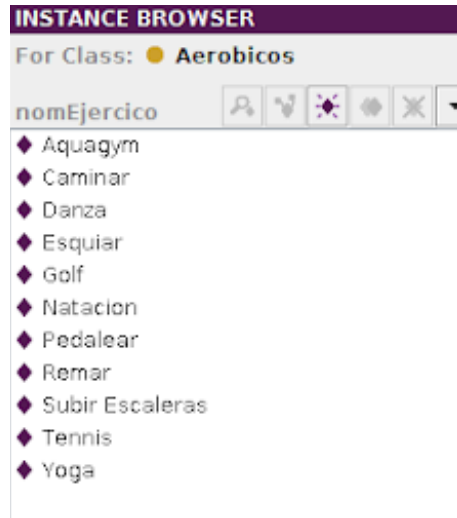 INSTANCE BROWSER
For Class: Aerobicos
nomEjercico
Aquagym
Caminar
Danza
Esquiar
Golf
Natacion
Pedalear
Remar
Subir Escaleras
Tennis
Yoga